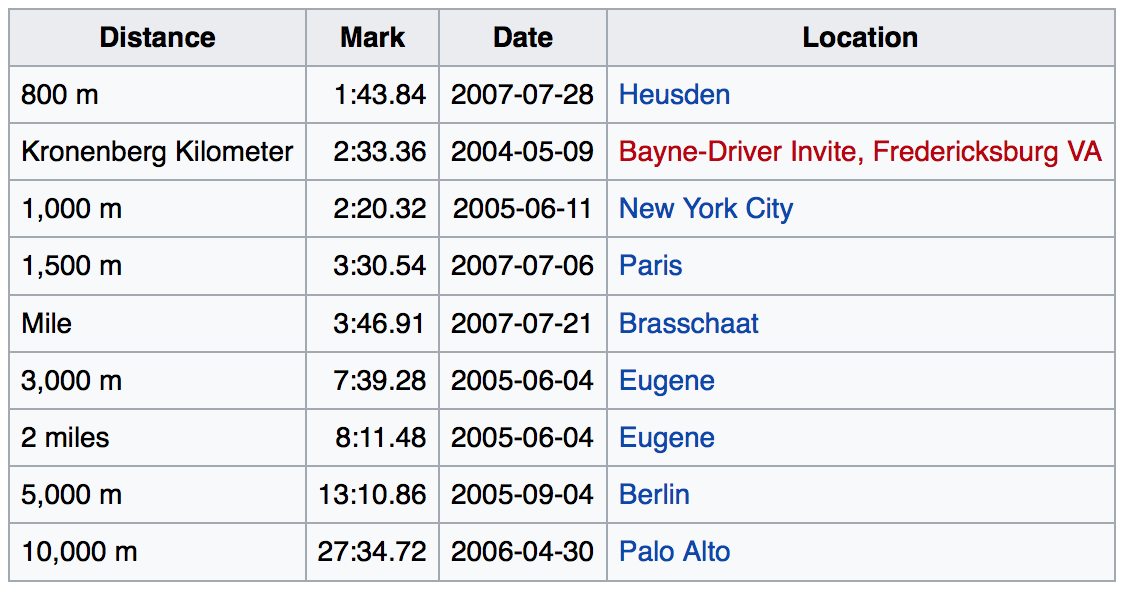 Distance Mark Date Location
800 m 1:43.84 2007-07-28 Heusden
Kronenberg Kilometer 2:33.36 2004-05-09 Bayne-Driver Invite, Fredericksburg VA
1,000 m 2:20.32 2005-06-11 New York City
1,500 m 3:30.54 2007-07-06 Paris
Mile 3:46.91 2007-07-21 Brasschaat
3,000 m 7:39.28 2005-06-04 Eugene
2 miles 8:11.48 2005-06-04 Eugene
5,000 m 13:10.86 2005-09-04 Berlin
10,000 m 27:34.72 2006-04-30 Palo Alto